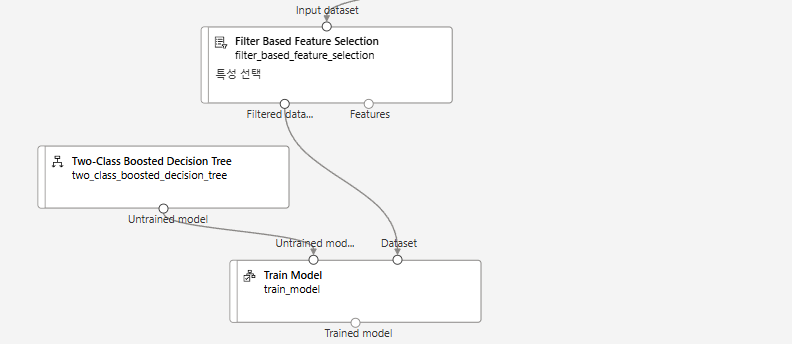 Input dataset
Filter Based Feature Selection
filter_based_feature_selection
특성 선택
Filtered data...
Features
Two-Class Boosted Decision Tree
two_class_boosted_decision_tree
Untrained model
Untrained mod...
Dataset
Train Model
train_model
Trained model